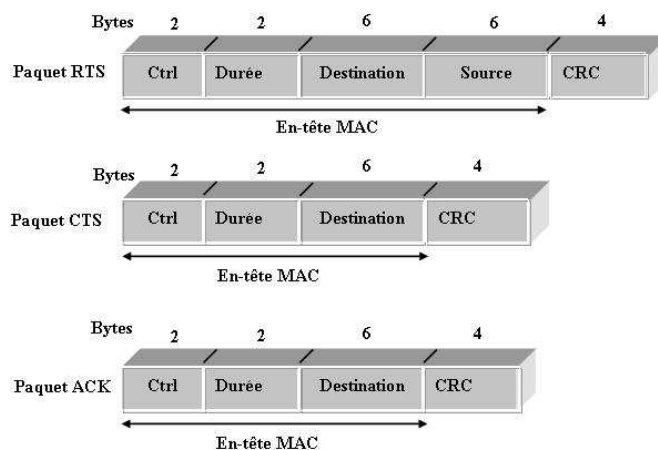 Bytes 2 2 6 6 4
Paquet RTS Ctrl Durée Destination Source CRC
En-tête MAC
Bytes 2 2 6 4
Paquet CTS Ctrl Durée Destination CRC
En-tête MAC
Bytes 2 2 6 4
Paquet ACK Ctrl Durée Destination CRC
En-tête MAC